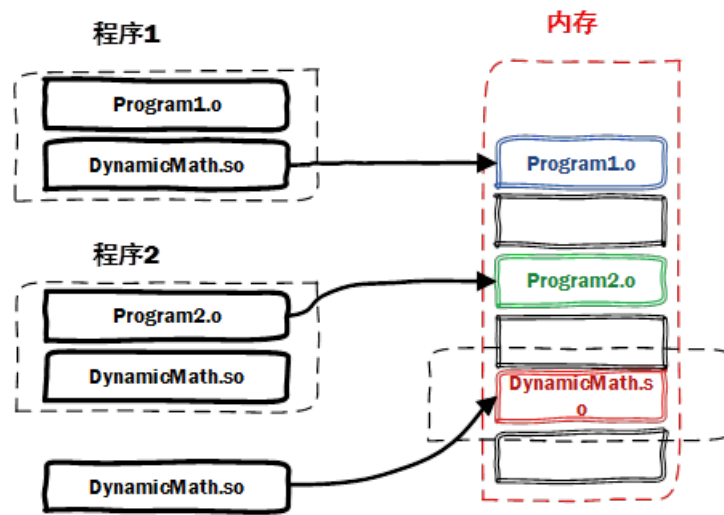 程序1
Program1.o
DynamicMath.so
程序2
Program2.o
DynamicMath.so
DynamicMath.so
内存
Program1.o
Program2.o
DynamicMath.s
o